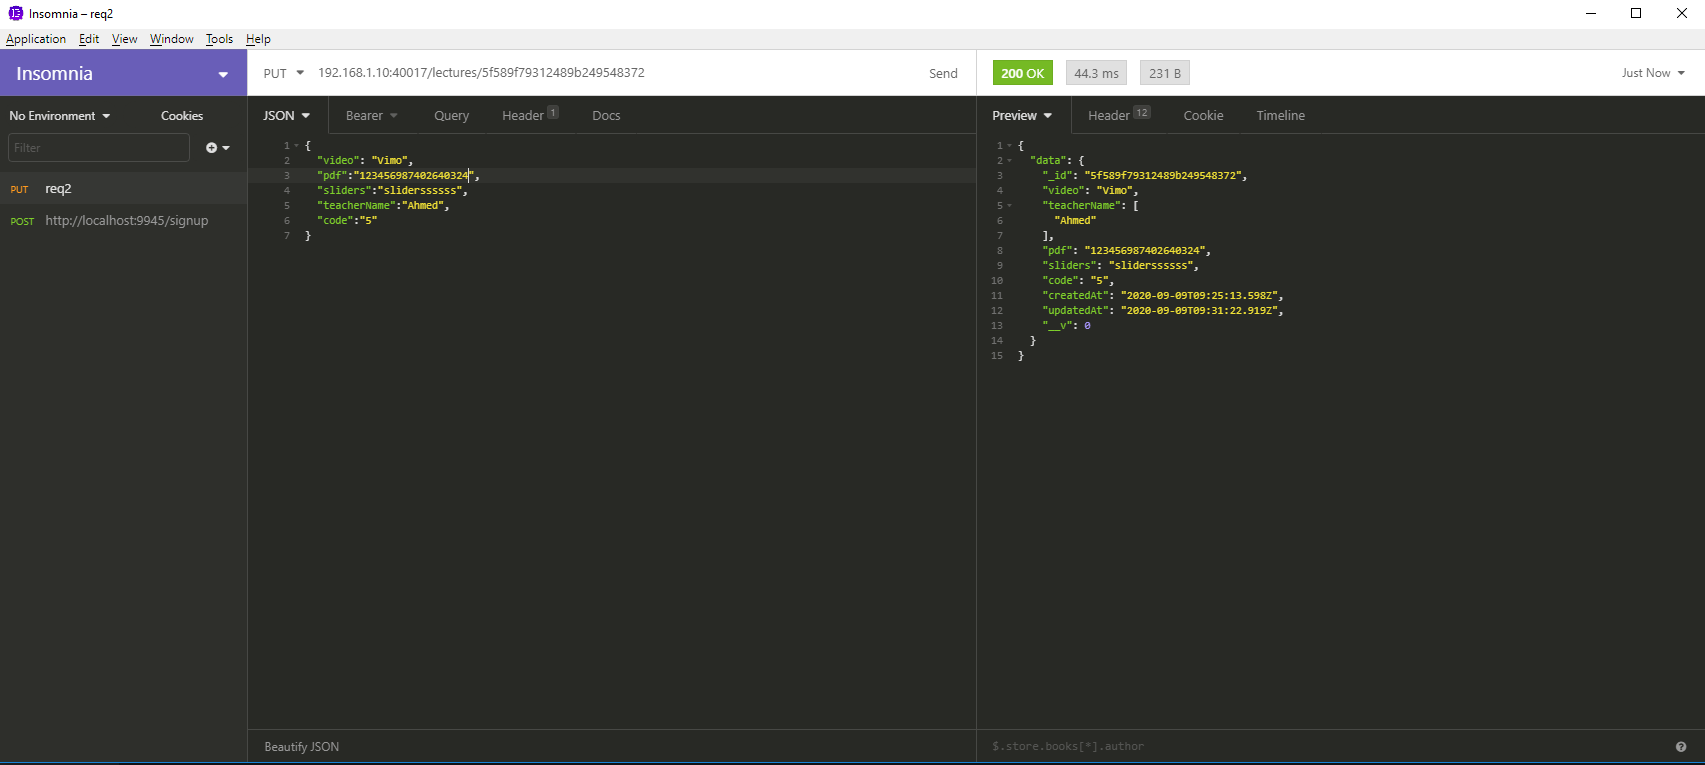 Insomnia – req2
Application Edit View Window Tools Help
Insomnia
PUT 192.168.1.10:40017/lectures/5f589f79312489b249548372 Send
200 OK 44.3 ms 231 B Just Now
No Environment Cookies
Filter
PUT req2
POST http://localhost:9945/signup
JSON Bearer Query Header 1 Docs
1 {
2 "video": "Vimo",
3 "pdf":"123456987402640324",
4 "sliders":"sliderssssss",
5 "teacherName":"Ahmed",
6 "code":"5"
7 }
Beautify JSON
Preview Header 12 Cookie Timeline
1 {
2 "data": {
3 "_id": "5f589f79312489b249548372",
4 "video": "Vimo",
5 "teacherName": [
6 "Ahmed"
7 ],
8 "pdf": "123456987402640324",
9 "sliders": "sliderssssss",
10 "code": "5",
11 "createdAt": "2020-09-09T09:25:13.598Z",
12 "updatedAt": "2020-09-09T09:31:22.919Z",
13 "__v": 0
14 }
15 }
$.store.books[*].author